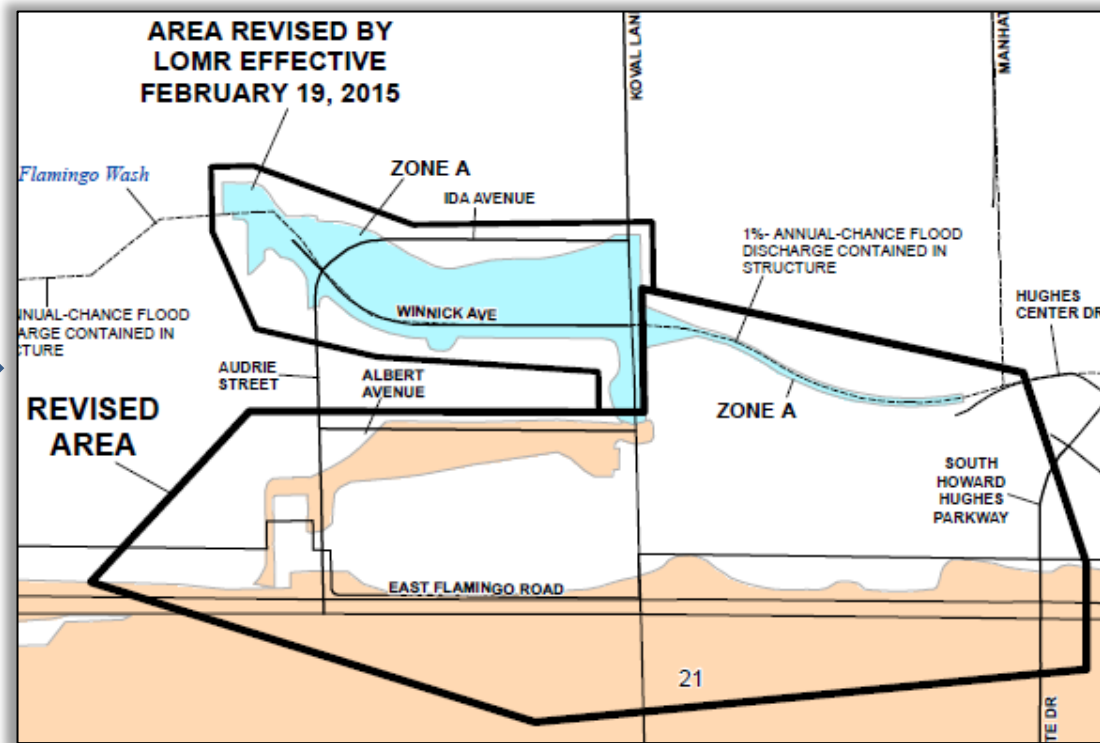 AREA REVISED BY
LOMR EFFECTIVE
FEBRUARY 19, 2015
KOVAL LAN
MANHAT
Flamingo Wash
ZONE A
IDA AVENUE
1%- ANNUAL-CHANCE FLOOD
DISCHARGE CONTAINED IN
STRUCTURE
NNUAL-CHANCE FLOOD
ARGE CONTAINED IN
CTURE
WINNICK AVE
HUGHES
CENTER DR
AUDRIE
STREET
ALBERT
AVENUE
ZONE A
REVISED
AREA
SOUTH
HOWARD
HUGHES
PARKWAY
EAST FLAMINGO ROAD
21
TE DR